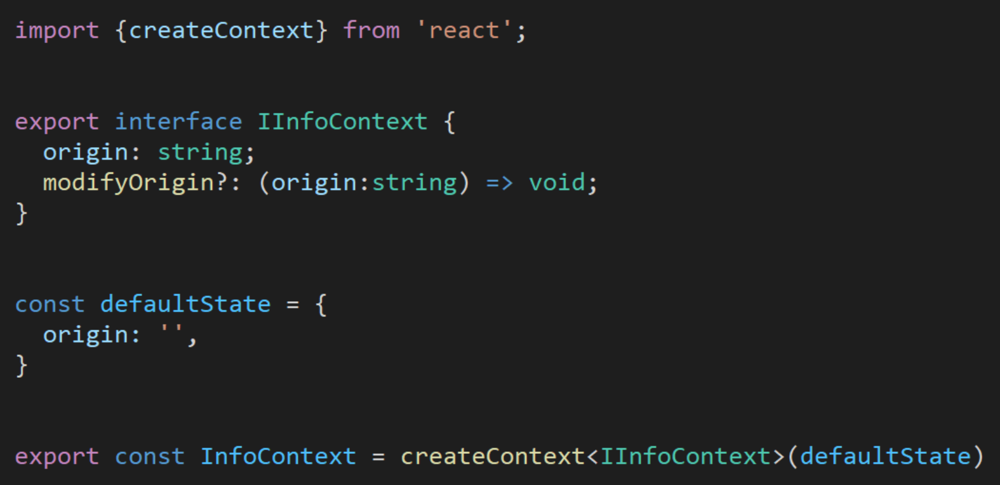 import {createContext} from 'react';
export interface IInfoContext {
  origin: string;
  modifyOrigin?: (origin:string) => void;
}
const defaultState = {
  origin: '',
}
export const InfoContext = createContext<IInfoContext>(defaultState)